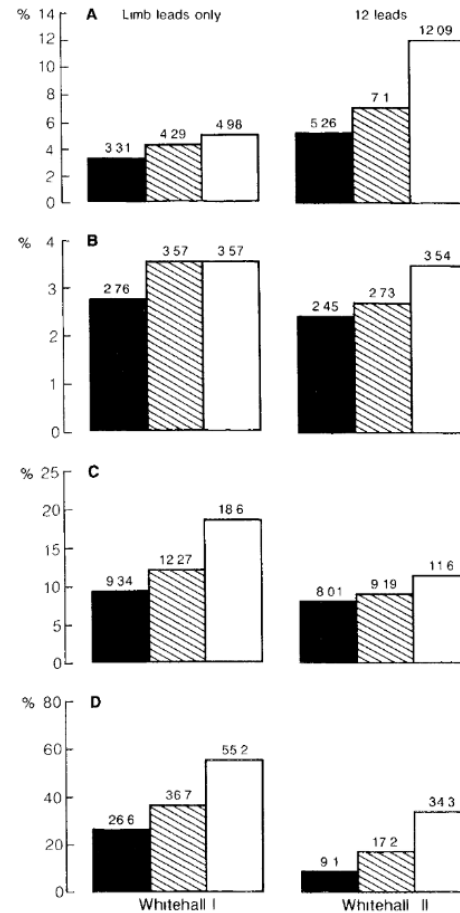 % 14 A Limb leads only 12 leads
12
10
8
6
4
2
0
3 31 4 29 4 98
5 26 7 1 12 09
% 4 B
3
2
1
0
2 76 3 57 3 57
2 45 2 73 3 54
% 25 C
20
15
10
5
0
9 34 12 27 18 6
8 01 9 19 11 6
% 80 D
60
40
20
0
26 6 36 7 55 2
9 1 17 2 34 3
Whitehall I Whitehall II